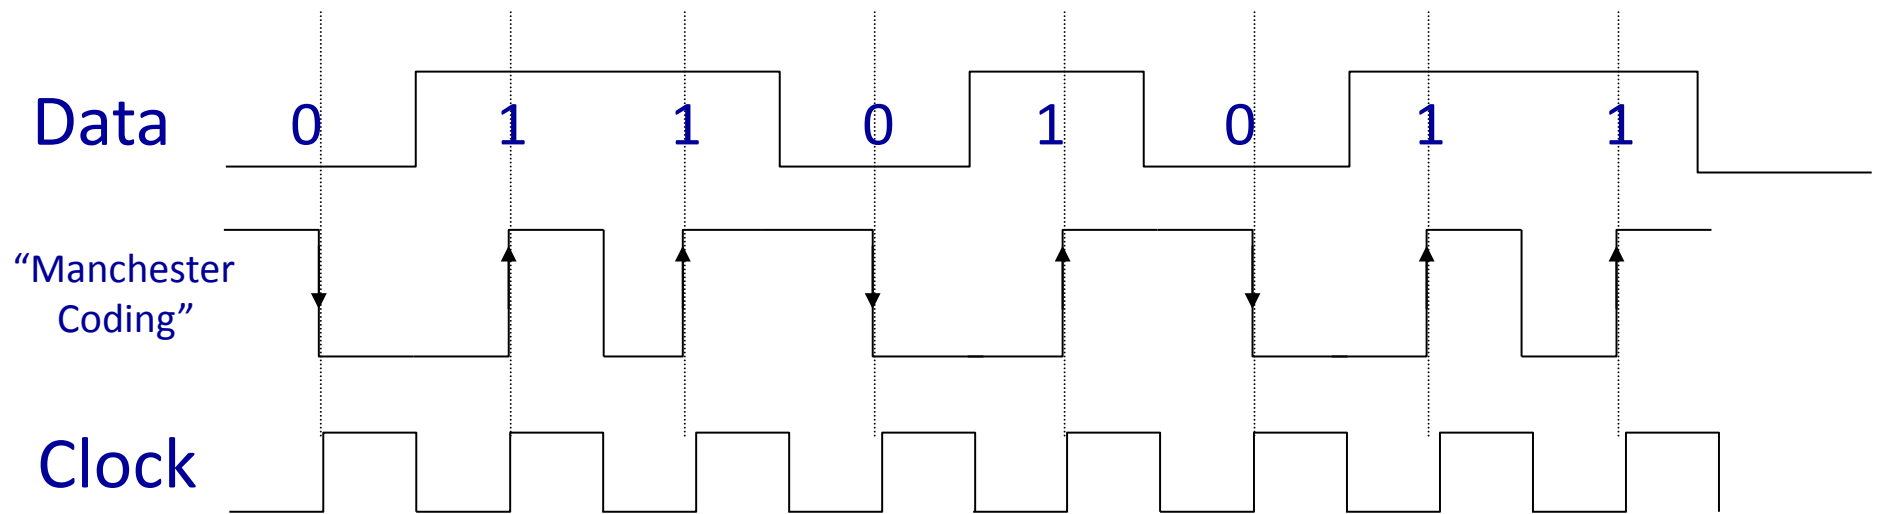 Data 0 1 1 0 1 0 1 1
“Manchester
Coding”
Clock